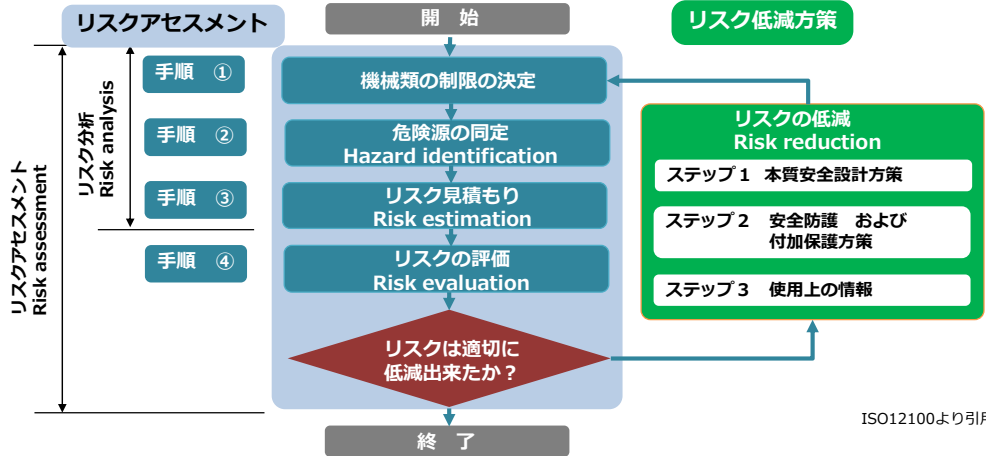 リスクアセスメント
開　始
リスク低減方策
手順　①
機械類の制限の決定
手順　②
危険源の同定
Hazard identification
手順　③
リスク見積もり
Risk estimation
手順　④
リスクの評価
Risk evaluation
リスクは適切に
低減出来たか？
終　了
リスク分析
Risk analysis
リスクアセスメント
Risk assessment
リスクの低減
Risk reduction
ステップ１ 本質安全設計方策
ステップ２　安全防護　および
付加保護方策
ステップ３　使用上の情報
ISO12100より引